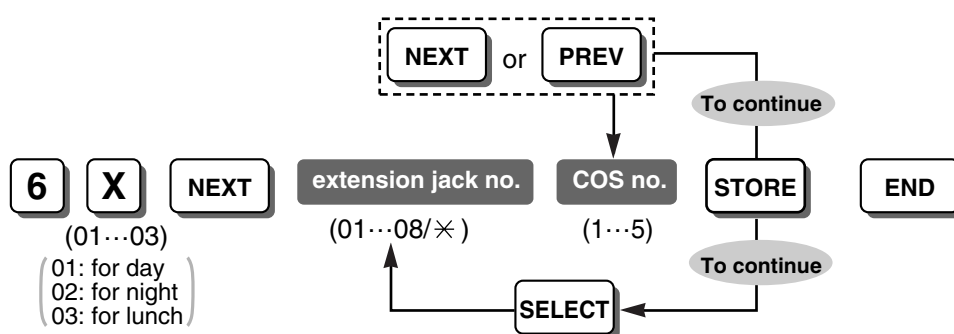 NEXT or PREV
To continue
6 X NEXT extension jack no. COS no. STORE END
(01···03) (01···08/✳) (1···5)
01: for day
02: for night
03: for lunch
To continue
SELECT